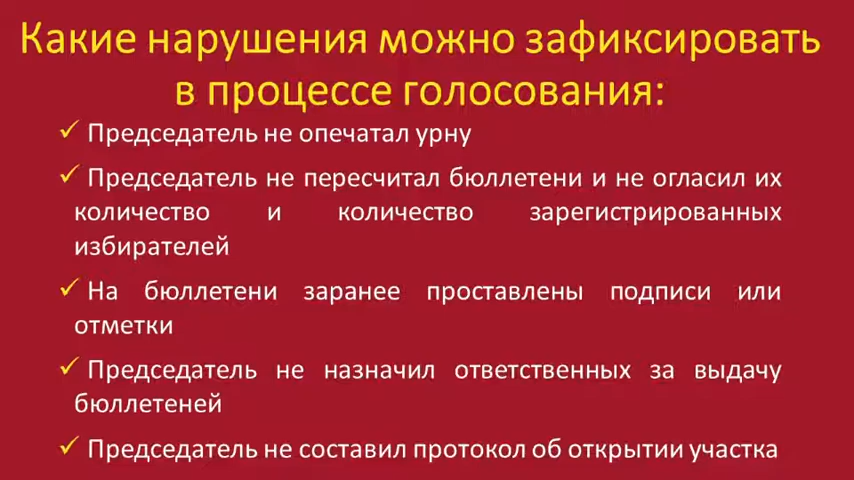 Какие нарушения можно зафиксировать
в процессе голосования:
✓ Председатель не опечатал урну
✓ Председатель не пересчитал бюллетени и не огласил их
количество и количество зарегистрированных
избирателей
✓ На бюллетени заранее проставлены подписи или
отметки
✓ Председатель не назначил ответственных за выдачу
бюллетеней
✓ Председатель не составил протокол об открытии участка